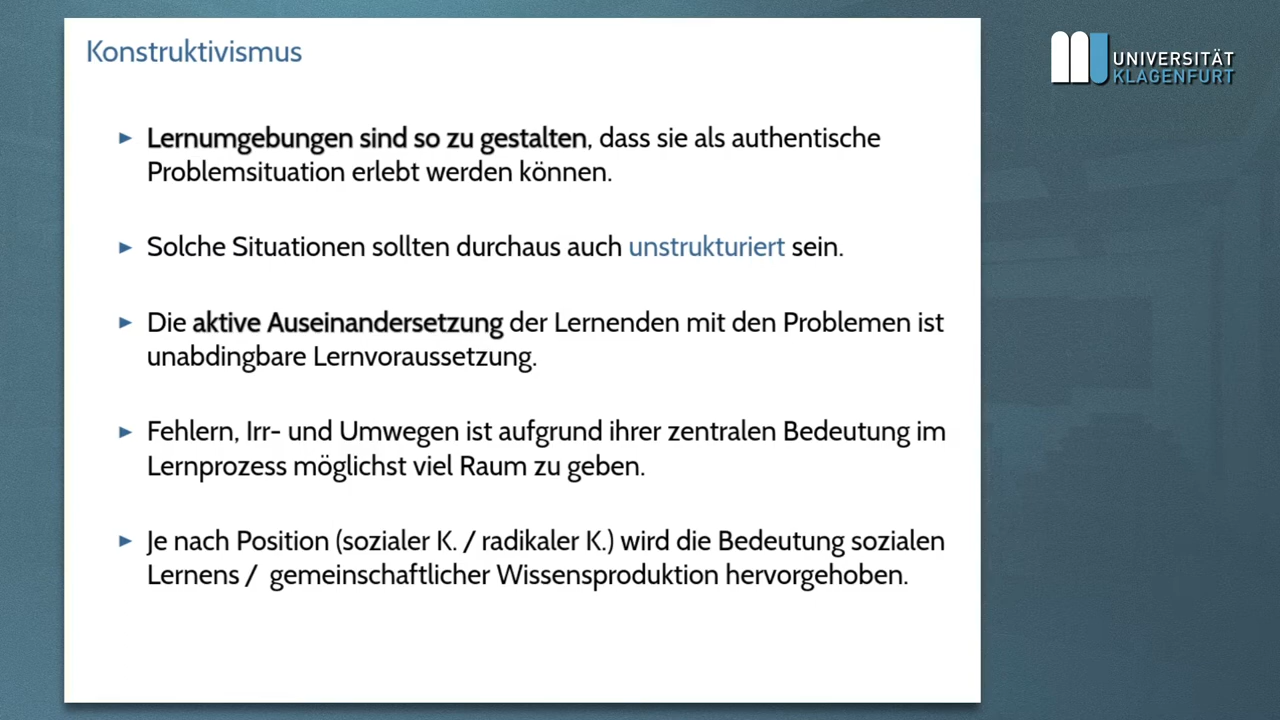 Konstruktivismus
UNIVERSITÄT
KLAGENFURT
► Lernumgebungen sind so zu gestalten, dass sie als authentische
Problemsituation erlebt werden können.
► Solche Situationen sollten durchaus auch unstrukturiert sein.
► Die aktive Auseinandersetzung der Lernenden mit den Problemen ist
unabdingbare Lernvoraussetzung.
► Fehlern, Irr- und Umwegen ist aufgrund ihrer zentralen Bedeutung im
Lernprozess möglichst viel Raum zu geben.
► Je nach Position (sozialer K. / radikaler K.) wird die Bedeutung sozialen
Lernens / gemeinschaftlicher Wissensproduktion hervorgehoben.